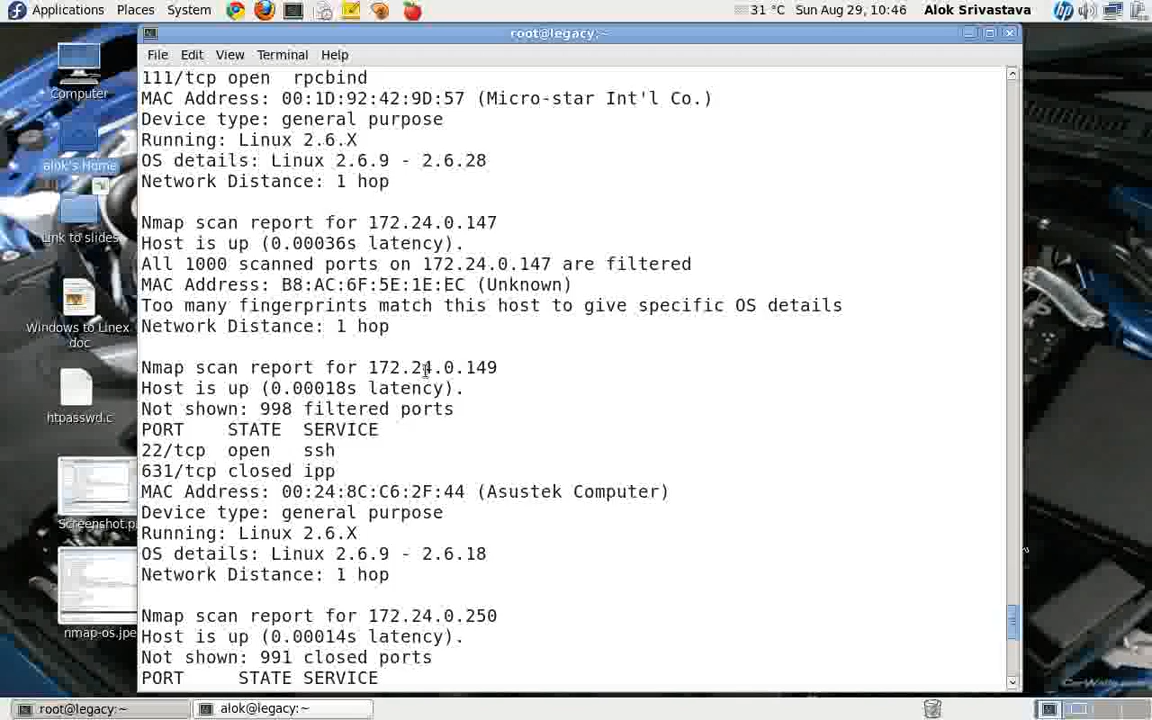 Applications Places System
31 °C Sun Aug 29, 10:46 Alok Srivastava
root@legacy:~
File Edit View Terminal Help
111/tcp open  rpcbind
MAC Address: 00:1D:92:42:9D:57 (Micro-star Int'l Co.)
Device type: general purpose
Running: Linux 2.6.X
OS details: Linux 2.6.9 - 2.6.28
Network Distance: 1 hop
Nmap scan report for 172.24.0.147
Host is up (0.00036s latency).
All 1000 scanned ports on 172.24.0.147 are filtered
MAC Address: B8:AC:6F:5E:1E:EC (Unknown)
Too many fingerprints match this host to give specific OS details
Network Distance: 1 hop
Nmap scan report for 172.24.0.149
Host is up (0.00018s latency).
Not shown: 998 filtered ports
PORT    STATE  SERVICE
22/tcp  open   ssh
631/tcp closed ipp
MAC Address: 00:24:8C:C6:2F:44 (Asustek Computer)
Device type: general purpose
Running: Linux 2.6.X
OS details: Linux 2.6.9 - 2.6.18
Network Distance: 1 hop
Nmap scan report for 172.24.0.250
Host is up (0.00014s latency).
Not shown: 991 closed ports
PORT     STATE SERVICE
Computer
alok's Home
Link to slides
Windows to Linex
doc
htpasswd.c
Screenshot.p
nmap-os.jpe
CarWalls.com
root@legacy:~
alok@legacy:~